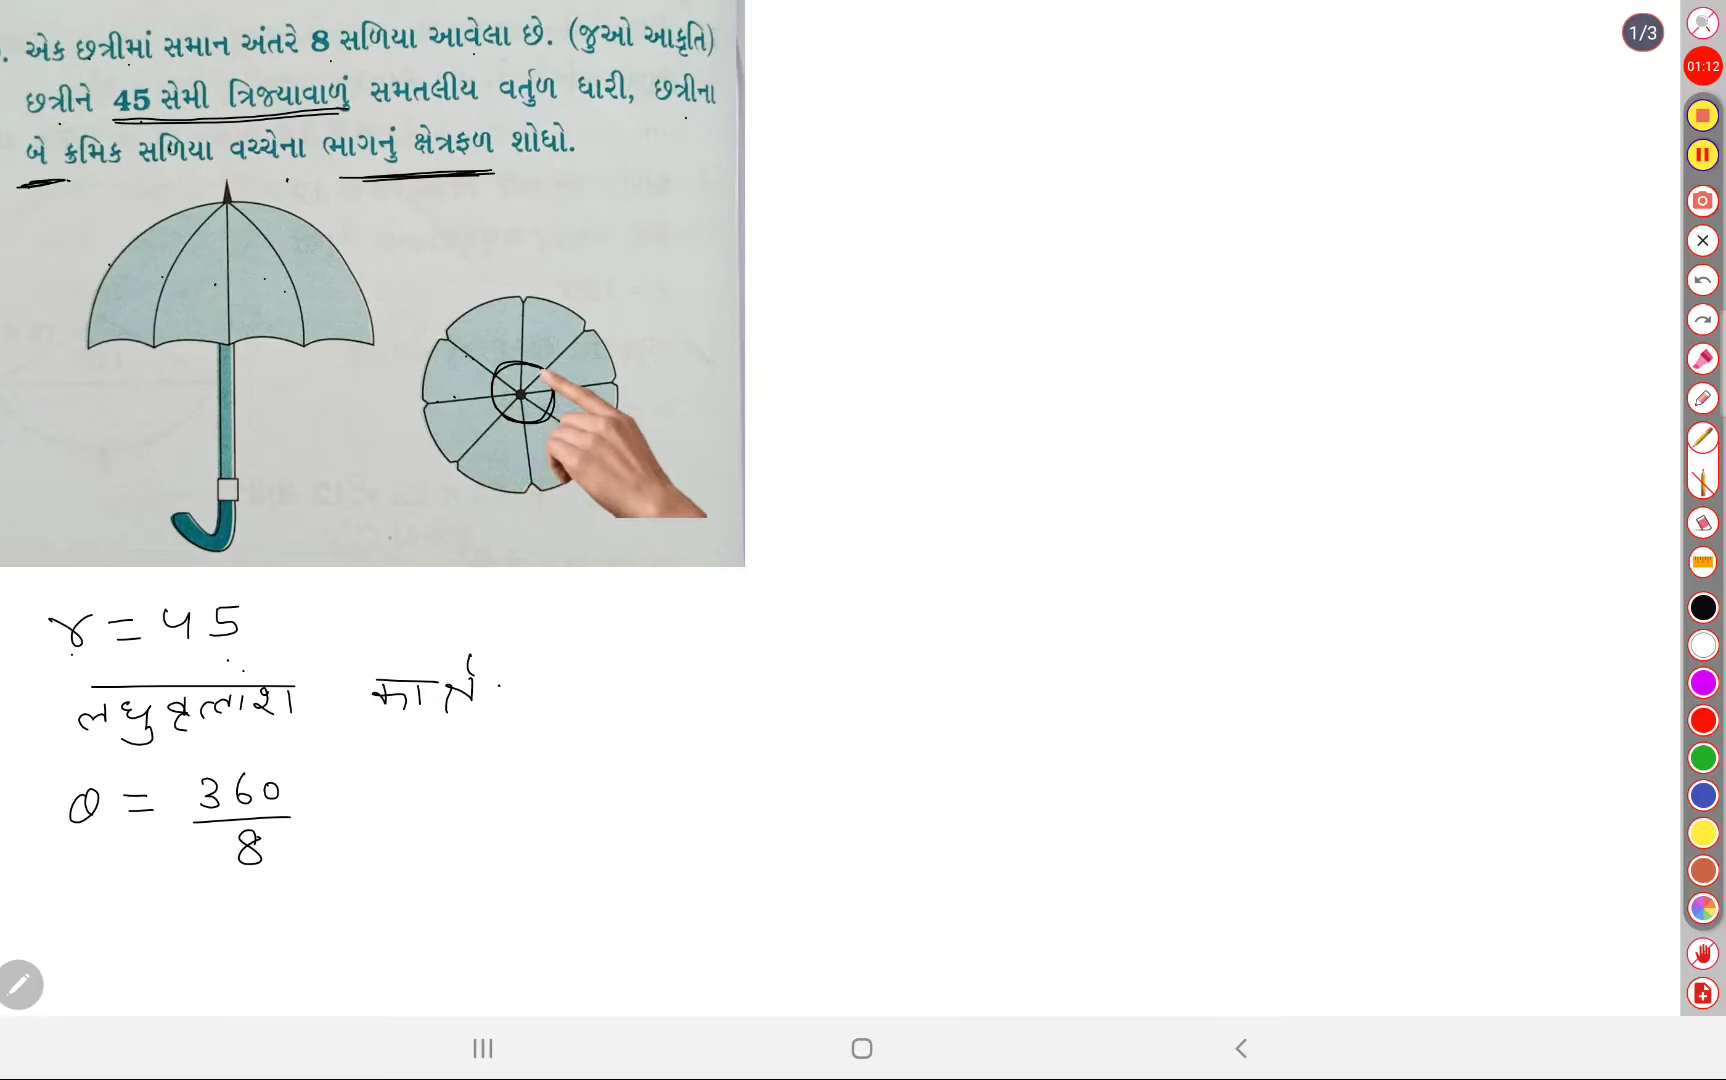 . એક છત્રીમાં સમાન અંતરે 8 સળિયા આવેલા છે. (જુઓ આકૃતિ)
છત્રીને 45 સેમી ત્રિજ્યાવાળું સમતલીય વર્તુળ ધારી, છત્રીના
બે ક્રમિક સળિયા વચ્ચેના ભાગનું ક્ષેત્રફળ શોધો.
1/3
01:12
r = 45
લઘુવૃત્તાંશ
θ = 360
8